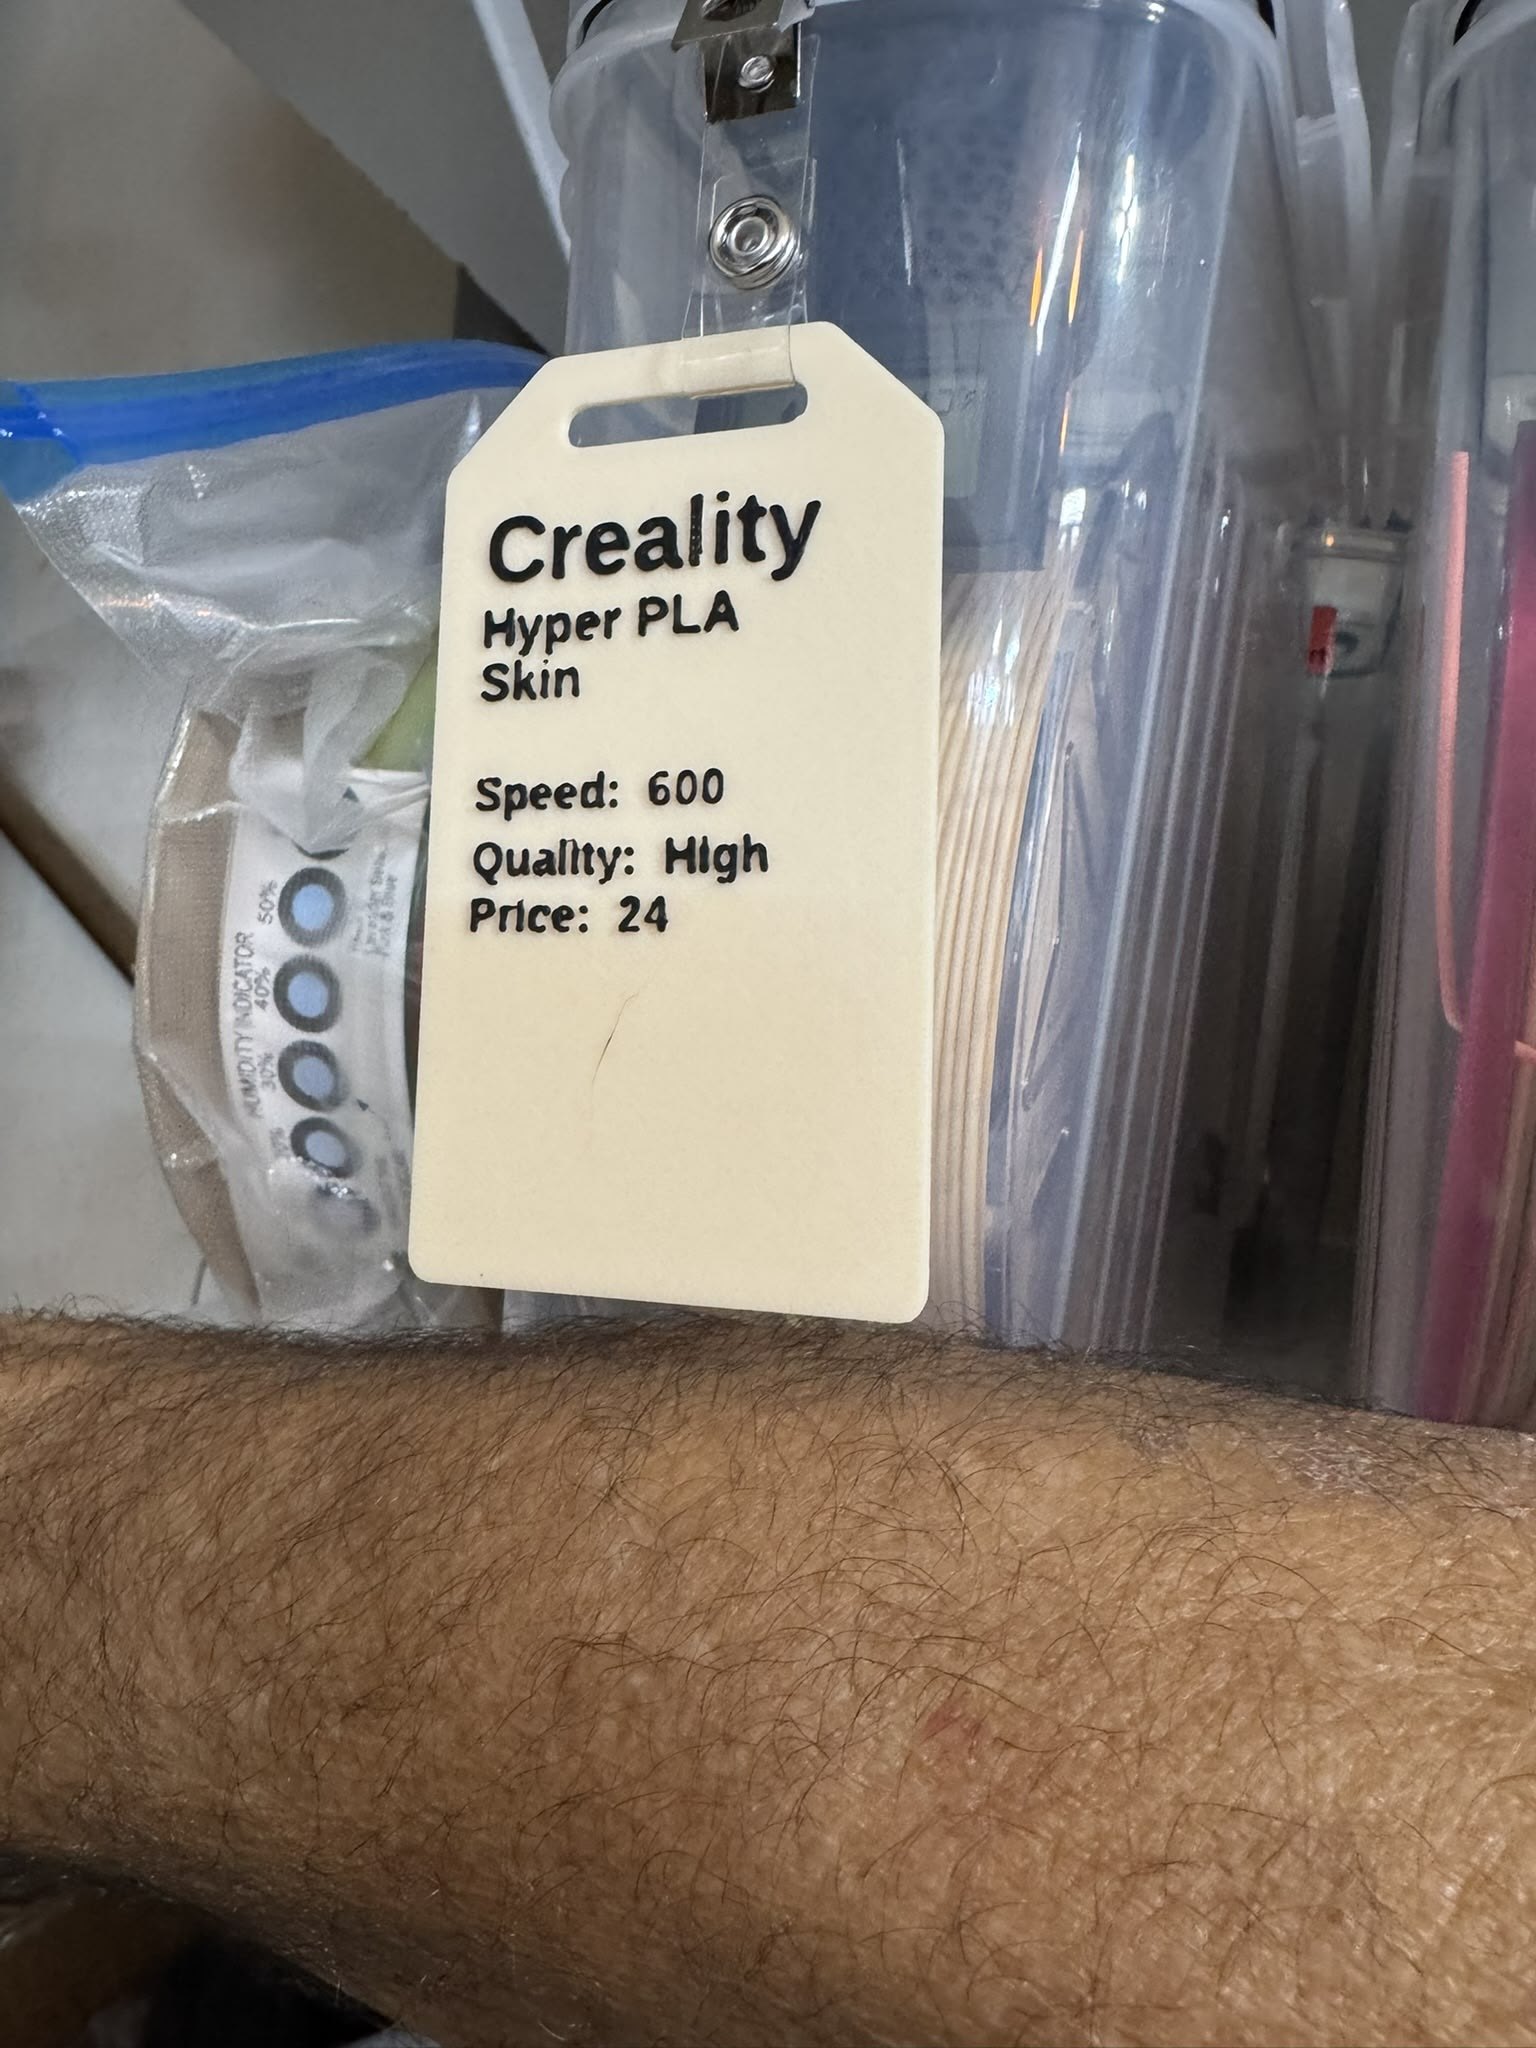 Creality
Hyper PLA
Skin
Speed: 600
Quality: High
Price: 24
HUMIDITY INDICATOR
50%
40%
30%